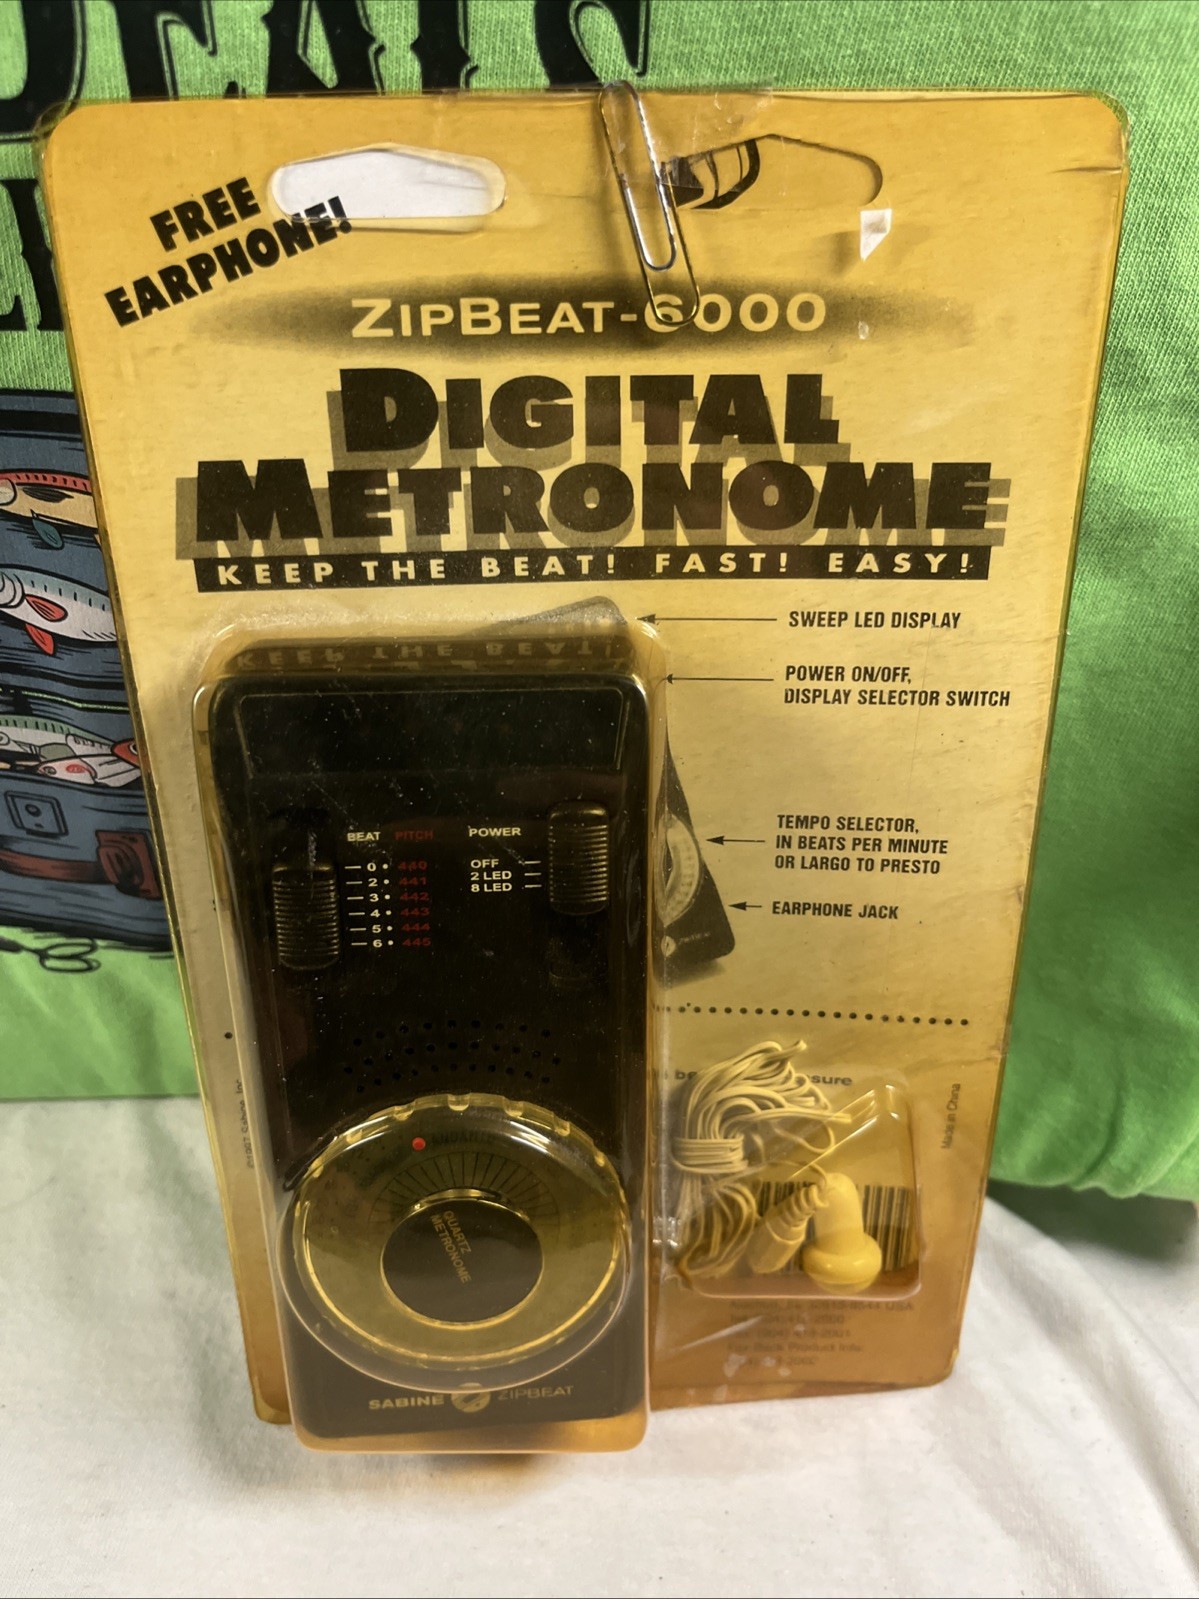 FREE
EARPHONE!
ZIPBEAT-6000
DIGITAL
METRONOME
KEEP THE BEAT! FAST! EASY!
SWEEP LED DISPLAY
POWER ON/OFF,
DISPLAY SELECTOR SWITCH
TEMPO SELECTOR,
IN BEATS PER MINUTE
OR LARGO TO PRESTO
EARPHONE JACK
BEAT PITCH
0 • 440
2 • 441
3 • 442
4 • 443
5 • 444
6 • 445
POWER
OFF
2 LED
8 LED
QUARTZ
METRONOME
SABINE ZIPBEAT
Made in China